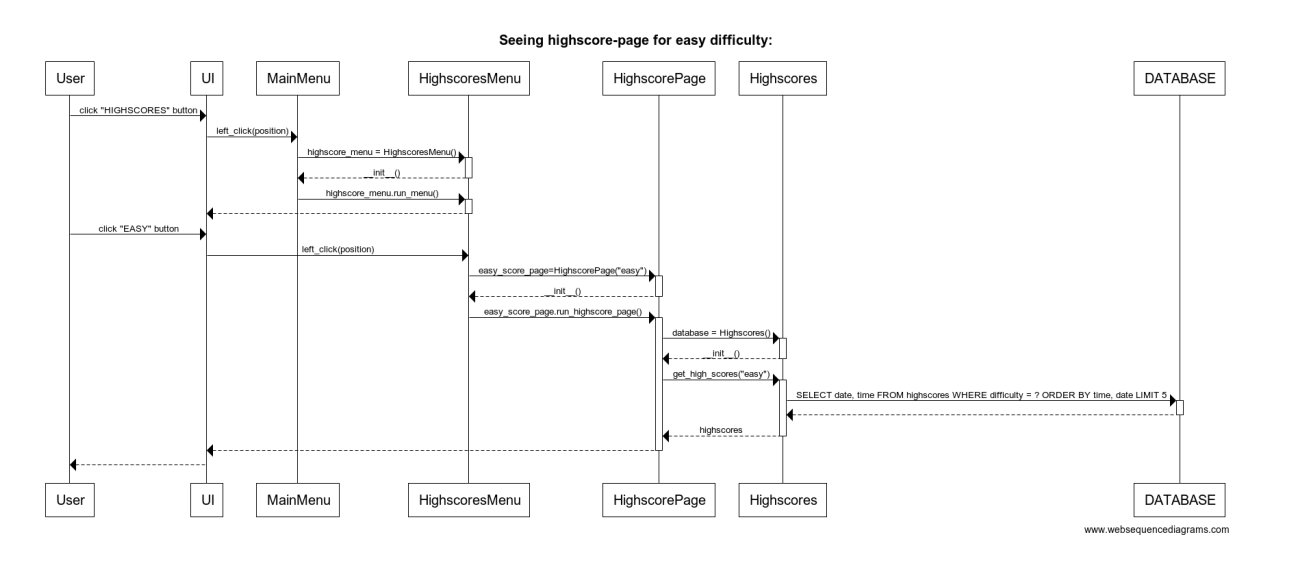 Seeing highscore-page for easy difficulty:
User UI MainMenu HighscoresMenu HighscorePage Highscores DATABASE
click "HIGHSCORES" button
left_click(position)
highscore_menu = HighscoresMenu()
__init__()
highscore_menu.run_menu()
click "EASY" button
left_click(position)
easy_score_page=HighscorePage("easy")
__init__()
easy_score_page.run_highscore_page()
database = Highscores()
__init__()
get_high_scores("easy")
SELECT date, time FROM highscores WHERE difficulty = ? ORDER BY time, date LIMIT 5
highscores
User UI MainMenu HighscoresMenu HighscorePage Highscores DATABASE
www.websequencediagrams.com